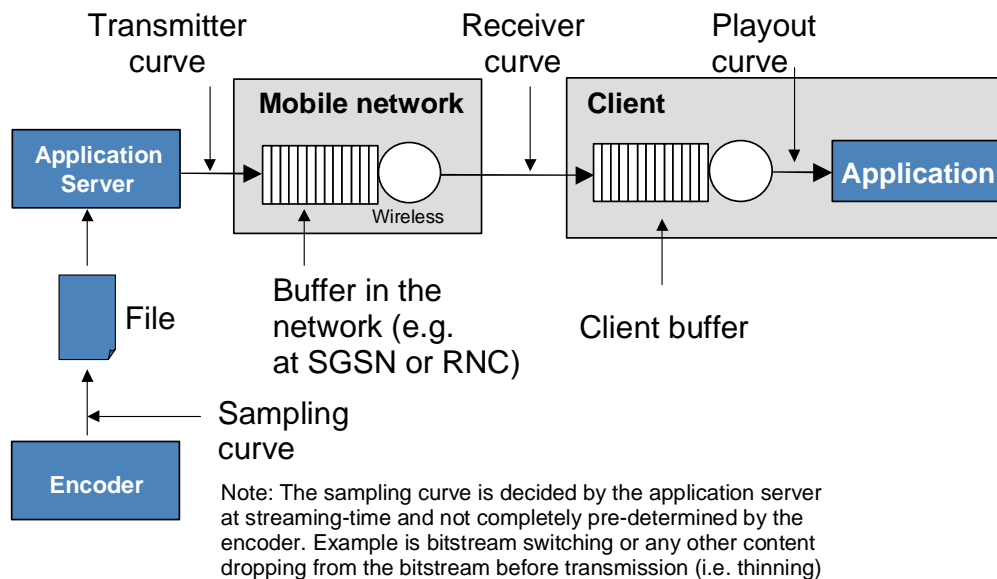 Transmitter
curve
Receiver
curve
Playout
curve
Mobile network
Client
Application
Server
Wireless
Application
File
Buffer in the
network (e.g.
at SGSN or RNC)
Client buffer
Sampling
curve
Encoder
Note: The sampling curve is decided by the application server
at streaming-time and not completely pre-determined by the
encoder. Example is bitstream switching or any other content
dropping from the bitstream before transmission (i.e. thinning)